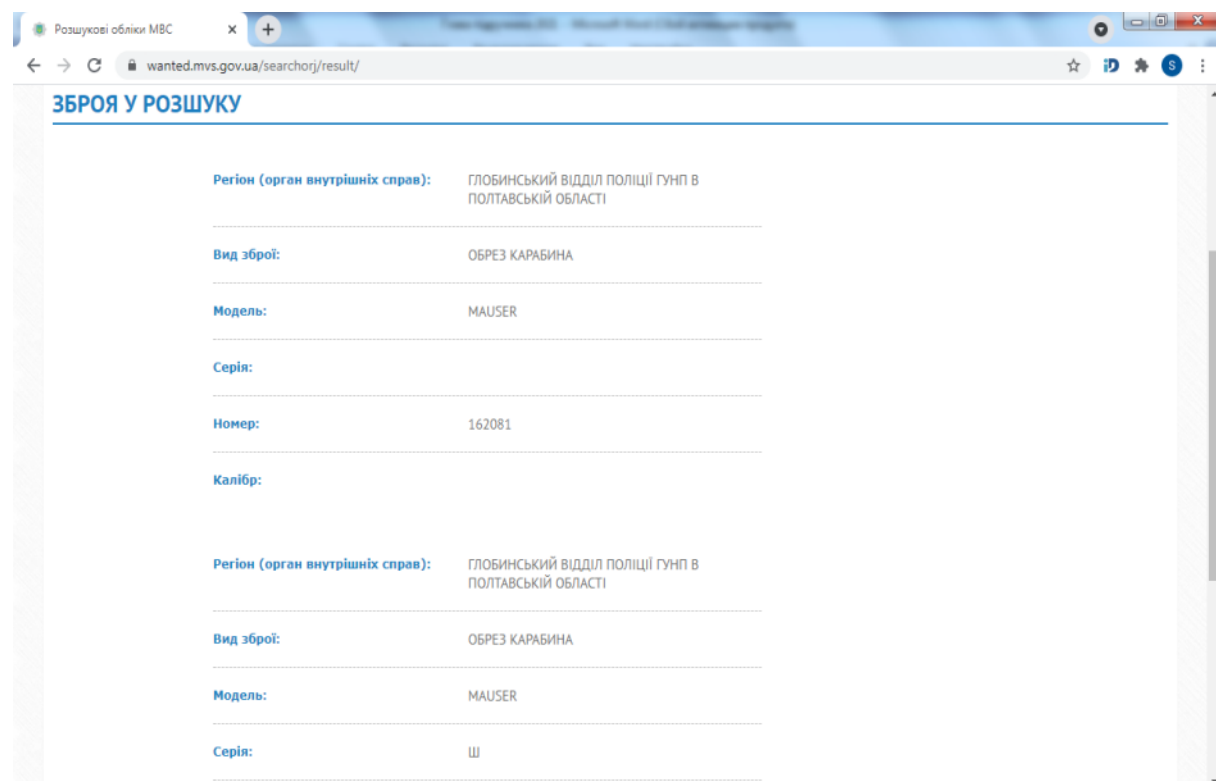 Розшукові обліки МВС
wanted.mvs.gov.ua/searchorj/result/
S
ЗБРОЯ У РОЗШУКУ
Регіон (орган внутрішніх справ): ГЛОБИНСЬКИЙ ВІДДІЛ ПОЛІЦІЇ ГУНП В
ПОЛТАВСЬКІЙ ОБЛАСТІ
Вид зброї: ОБРЕЗ КАРАБИНА
Модель: MAUSER
Серія:
Номер: 162081
Калібр:
Регіон (орган внутрішніх справ): ГЛОБИНСЬКИЙ ВІДДІЛ ПОЛІЦІЇ ГУНП В
ПОЛТАВСЬКІЙ ОБЛАСТІ
Вид зброї: ОБРЕЗ КАРАБИНА
Модель: MAUSER
Серія: Ш